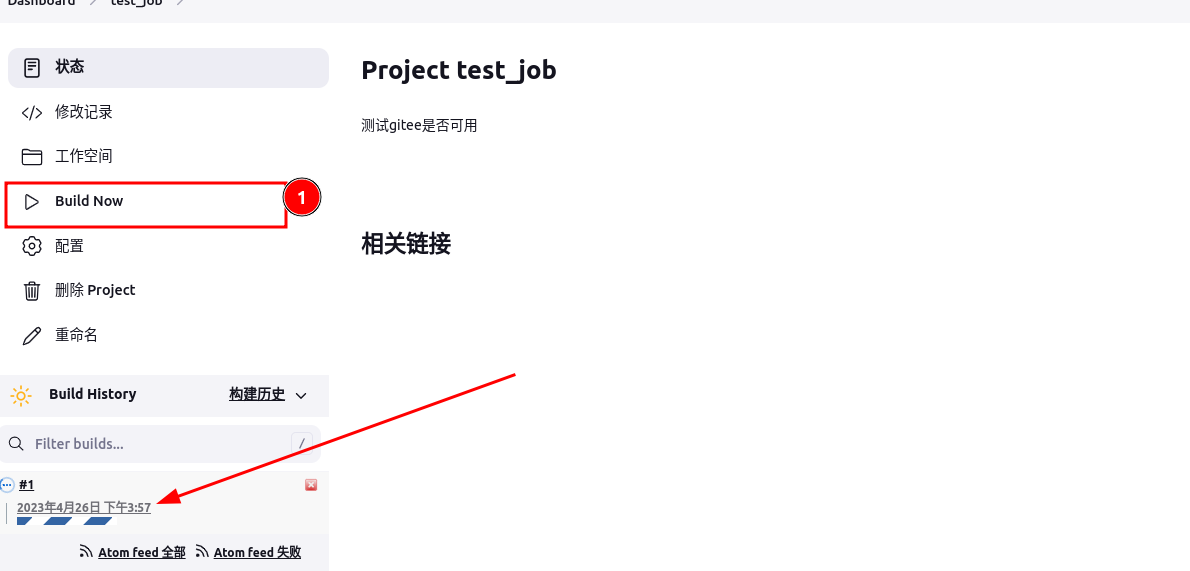 Dashboard > test_job >
状态
修改记录
工作空间
Build Now
1
配置
删除 Project
重命名
Build History 构建历史
Filter builds... /
#1
2023年4月26日 下午3:57
Atom feed 全部 Atom feed 失败
Project test_job
测试gitee是否可用
相关链接